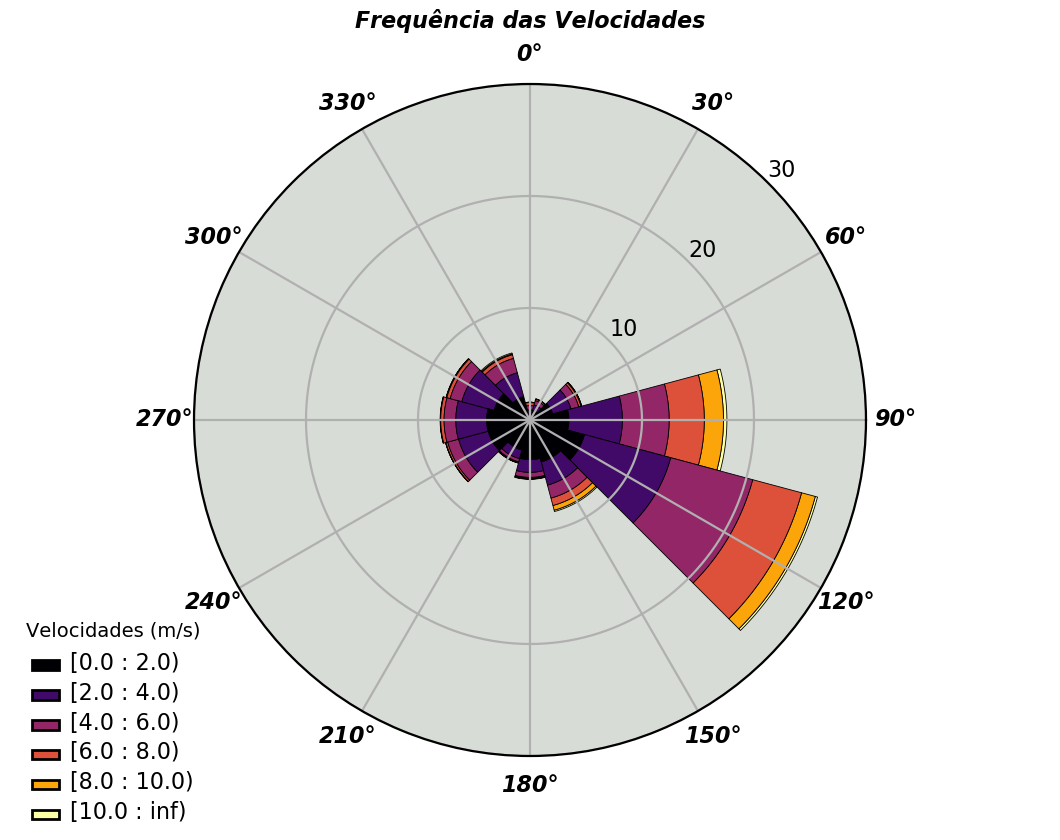 Frequência das Velocidades
0°
330°
30°
30
300°
60°
20
10
270°
90°
240°
120°
210°
150°
180°
Velocidades (m/s)
[0.0 : 2.0)
[2.0 : 4.0)
[4.0 : 6.0)
[6.0 : 8.0)
[8.0 : 10.0)
[10.0 : inf)